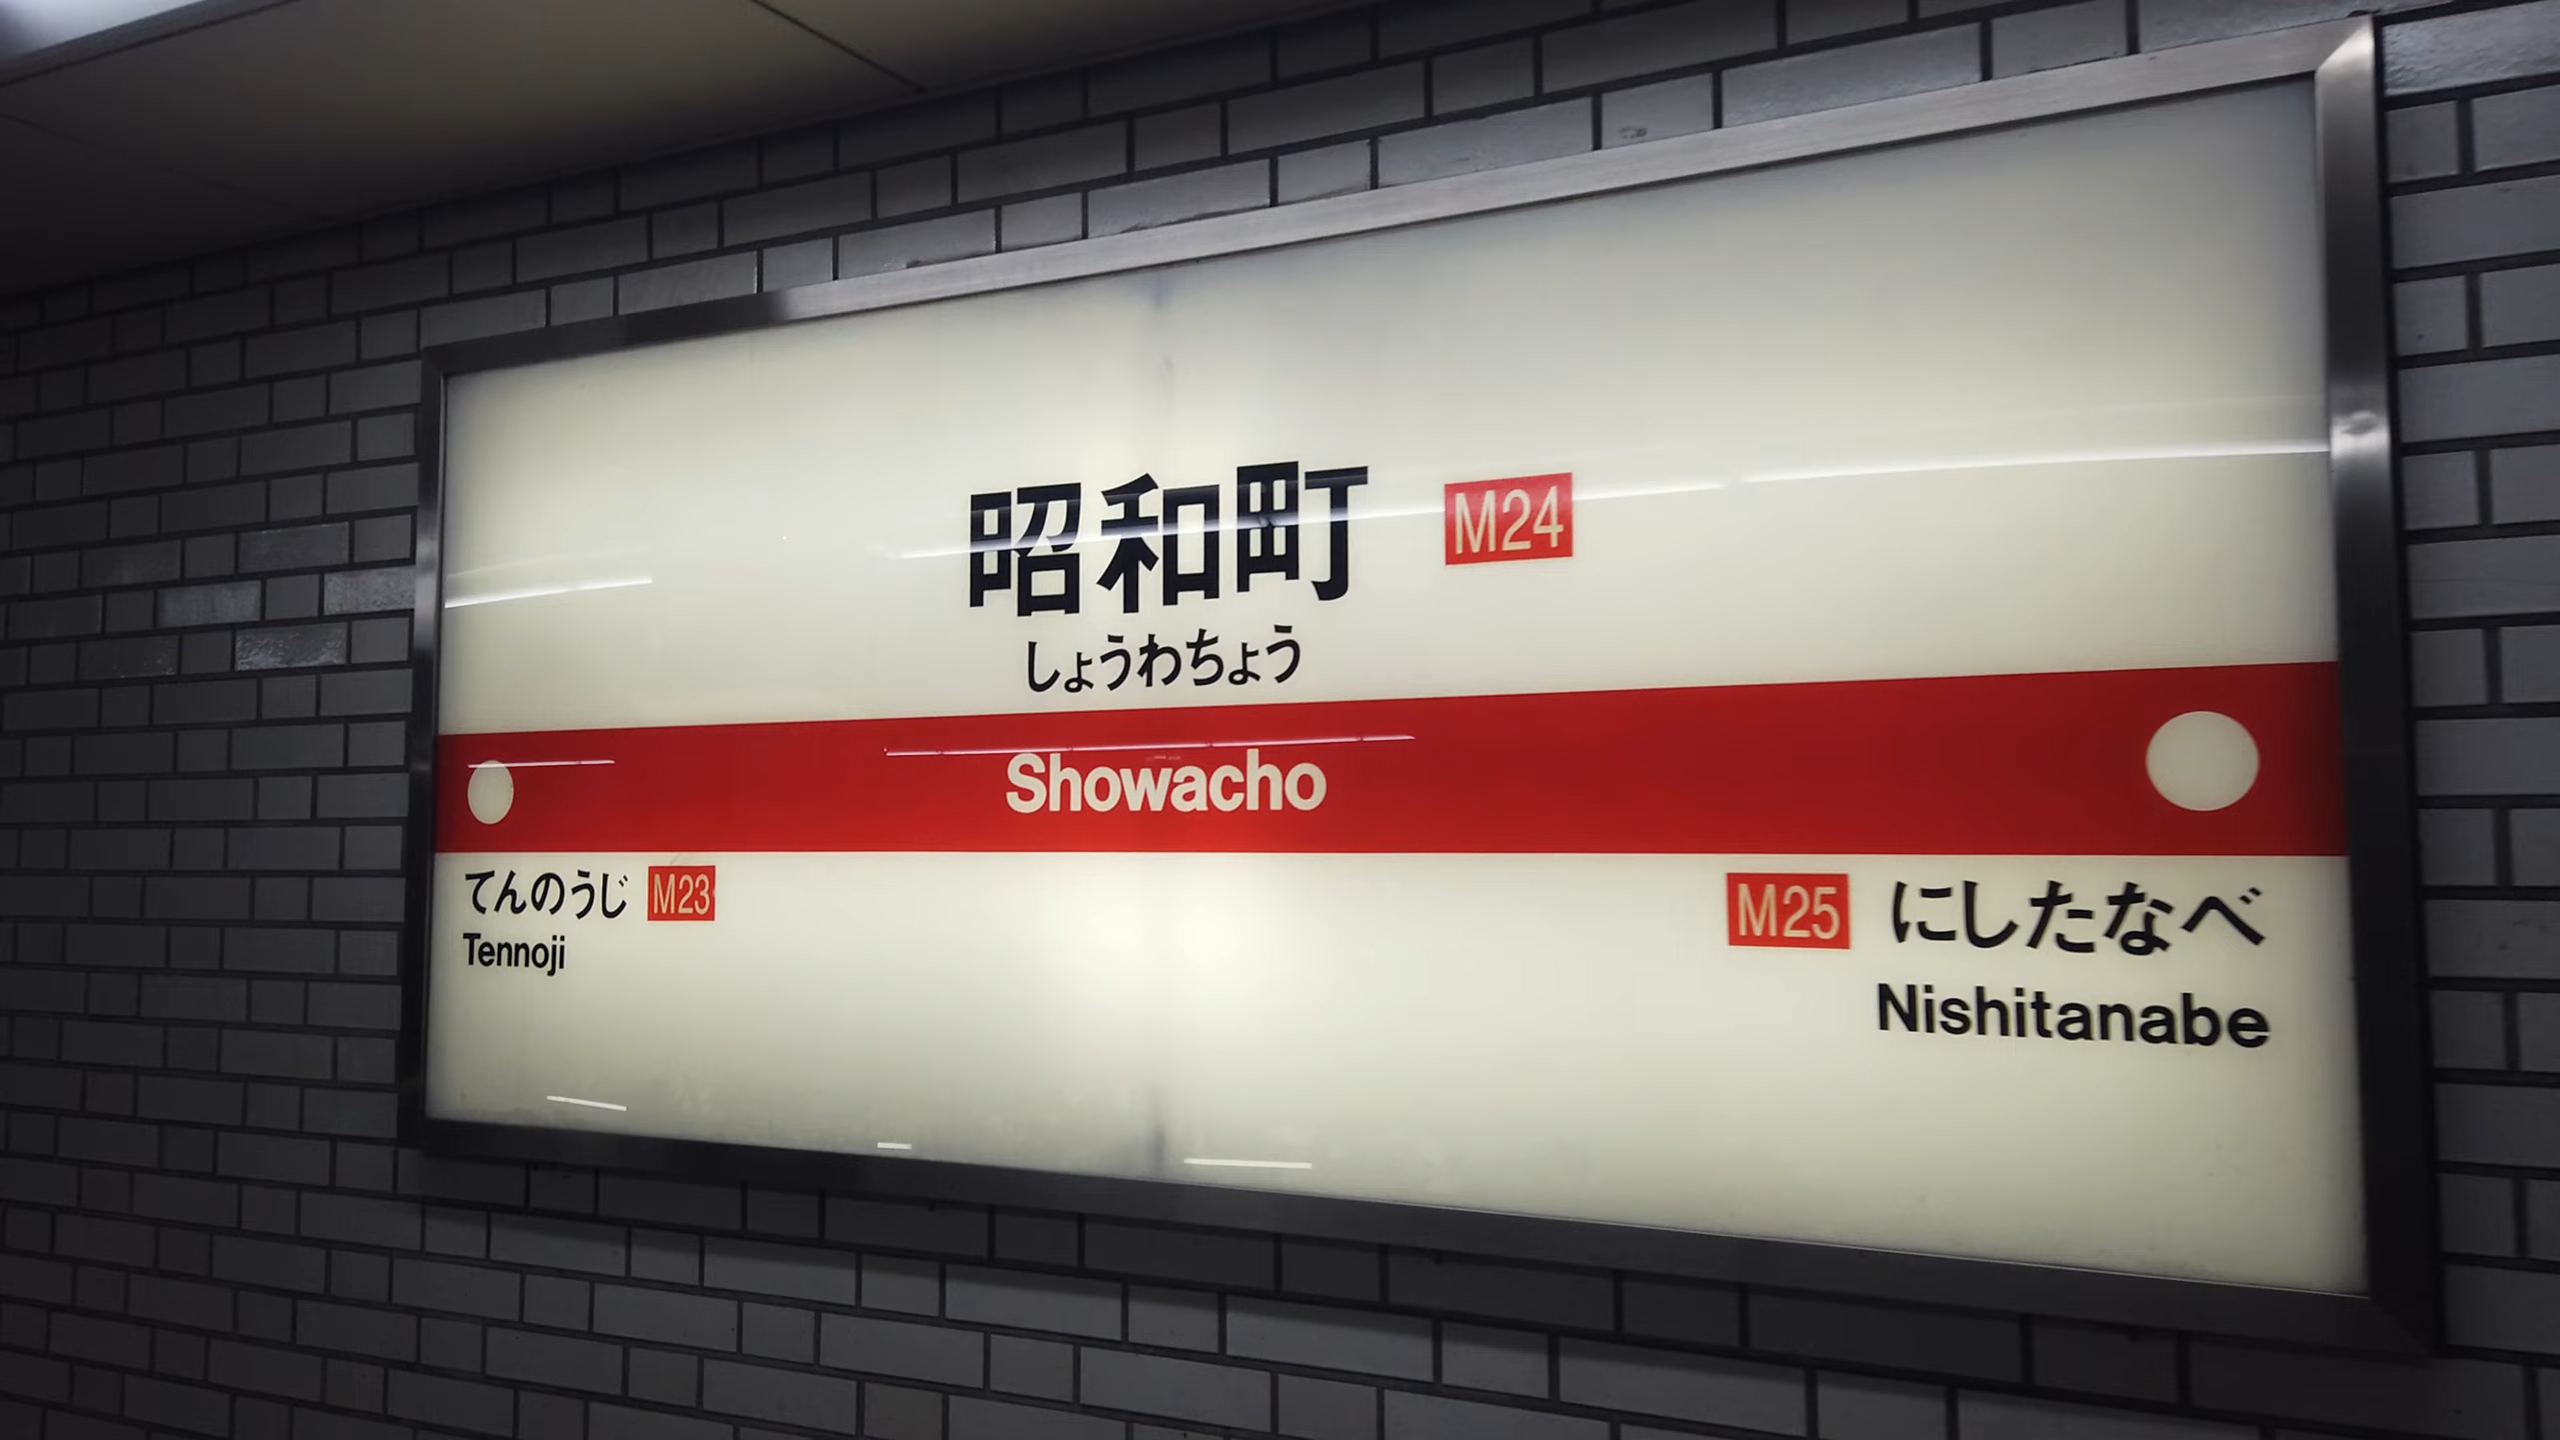 昭和町 M24
しょうわちょう
Showacho
てんのうじ M23
Tennoji
M25 にしたなべ
Nishitanabe